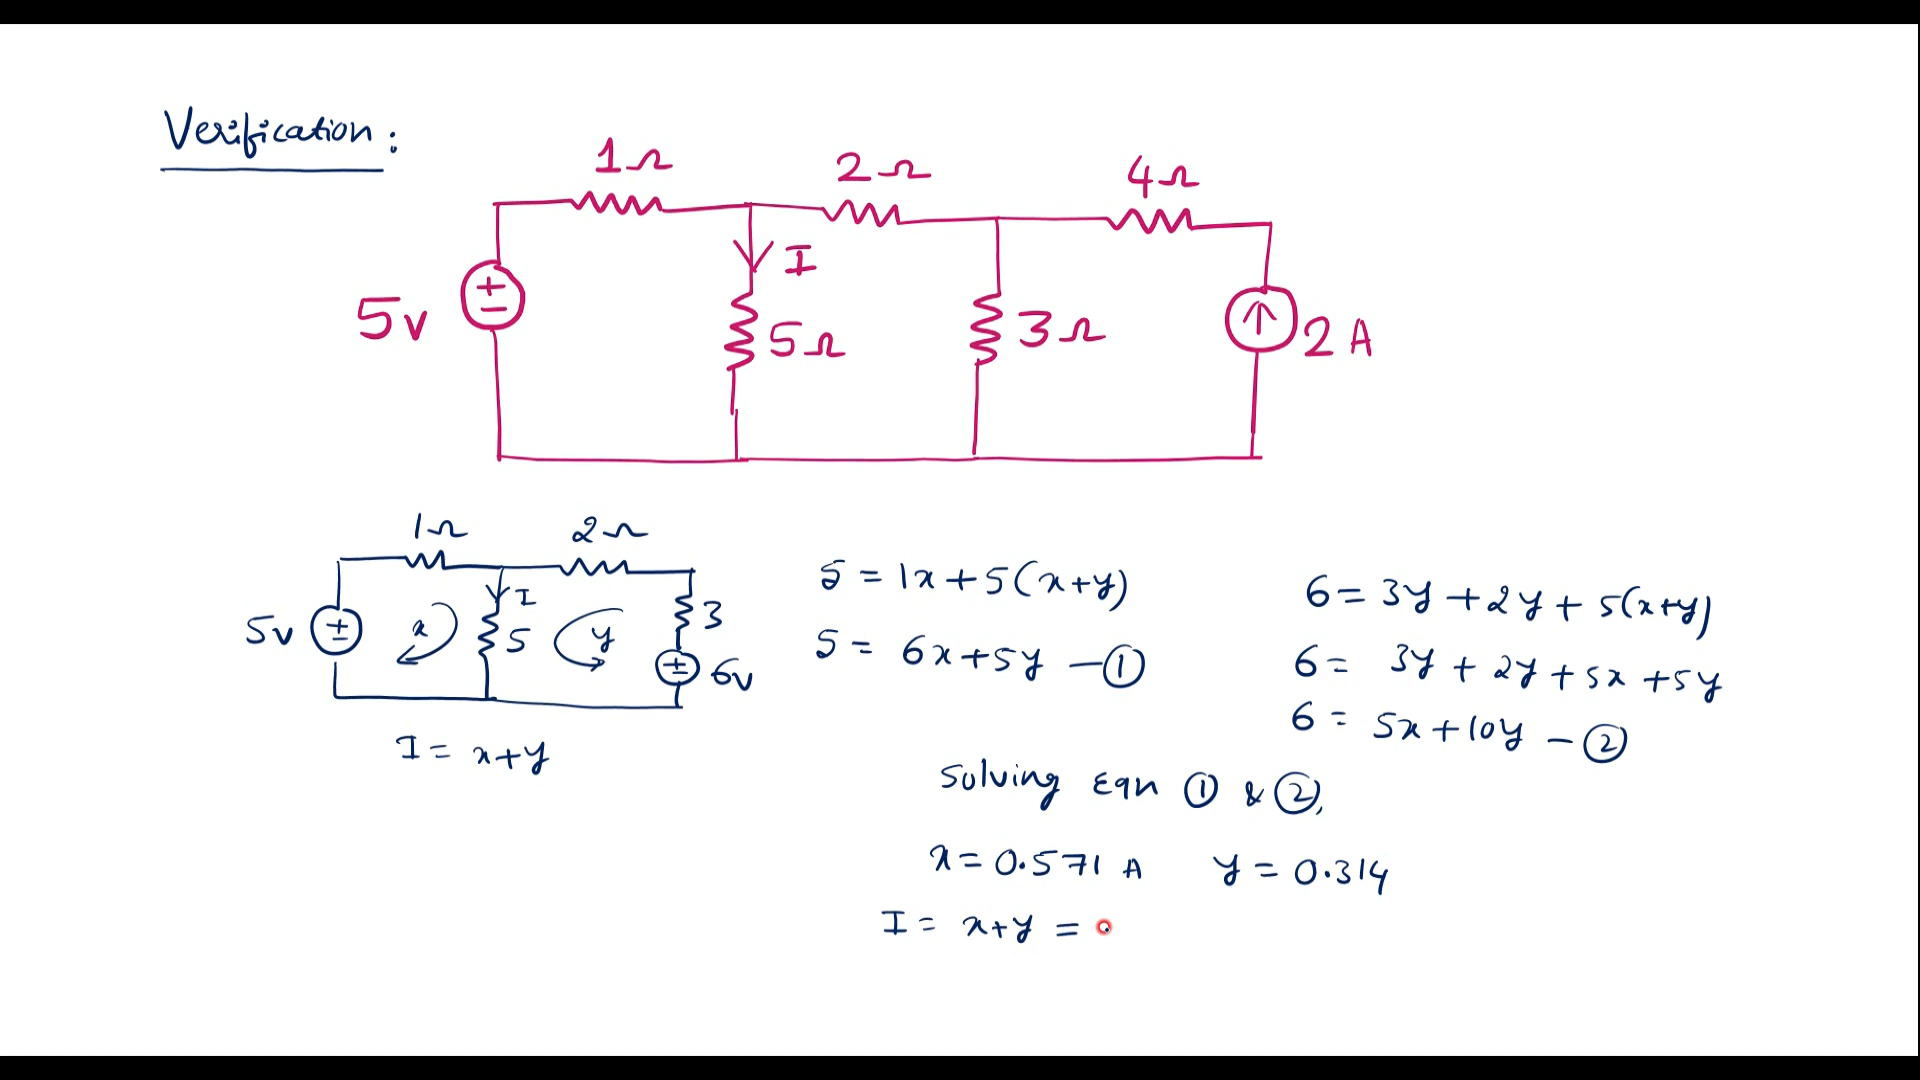 Verification :
1Ω 2Ω 4Ω
I
5v 5Ω 3Ω 2A
1Ω 2Ω
5v x I 5 y 3
6v
I = x+y
5 = 1x+5(x+y)
5 = 6x+5y -①
6 = 3y+2y+5(x+y)
6 = 3y+2y+5x+5y
6 = 5x+10y -②
Solving Eqn ① & ②,
x = 0.571 A y = 0.314
I = x+y =